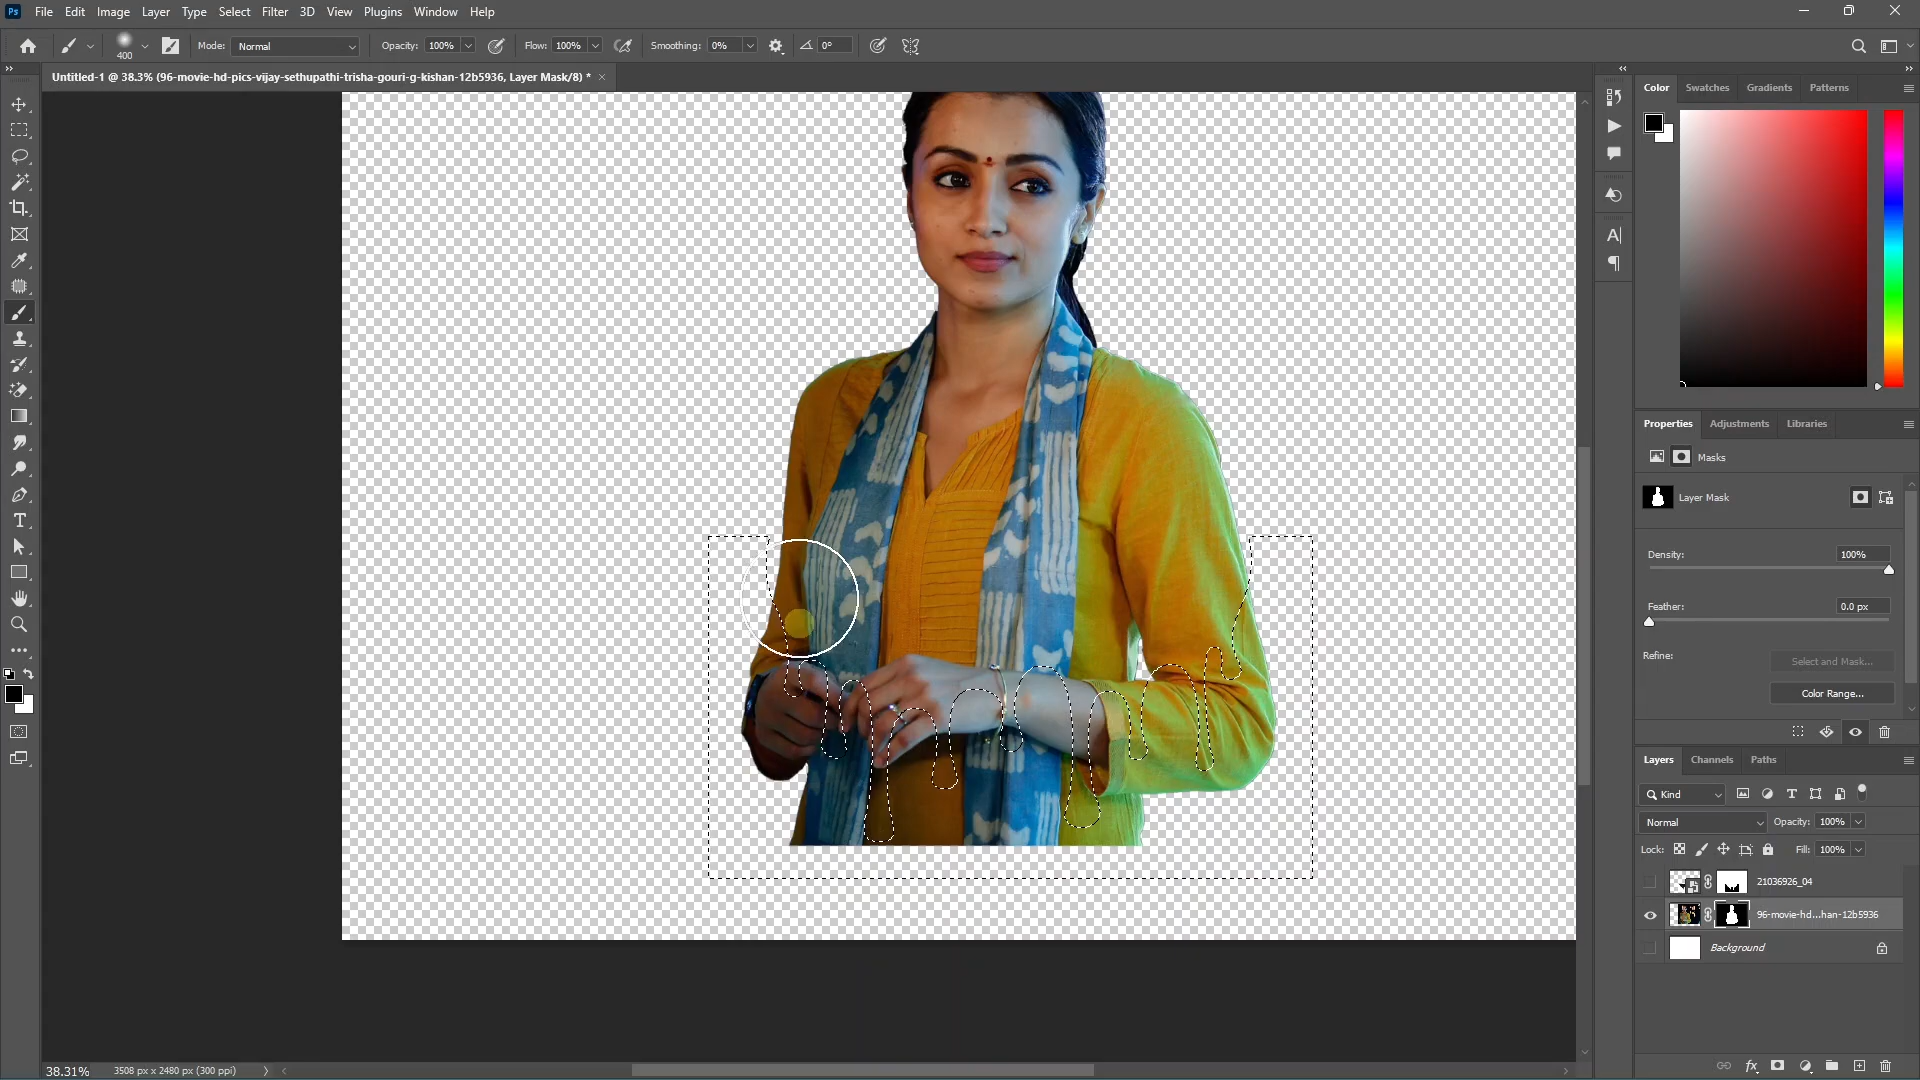 Ps File Edit Image Layer Type Select Filter 3D View Plugins Window Help
400 Mode: Normal Opacity: 100% Flow: 100% Smoothing: 0% 0°
Untitled-1 @ 38.3% (96-movie-hd-pics-vijay-sethupathi-trisha-gouri-g-kishan-12b5936, Layer Mask/8) *
Color Swatches Gradients Patterns
Properties Adjustments Libraries
Masks
Layer Mask
Density: 100%
Feather: 0.0 px
Refine: Select and Mask...
Color Range...
Layers Channels Paths
Kind
Normal Opacity: 100%
Lock: Fill: 100%
21036926_04
96-movie-hd...han-12b5936
Background
38.31% 3508 px x 2480 px (300 ppi)